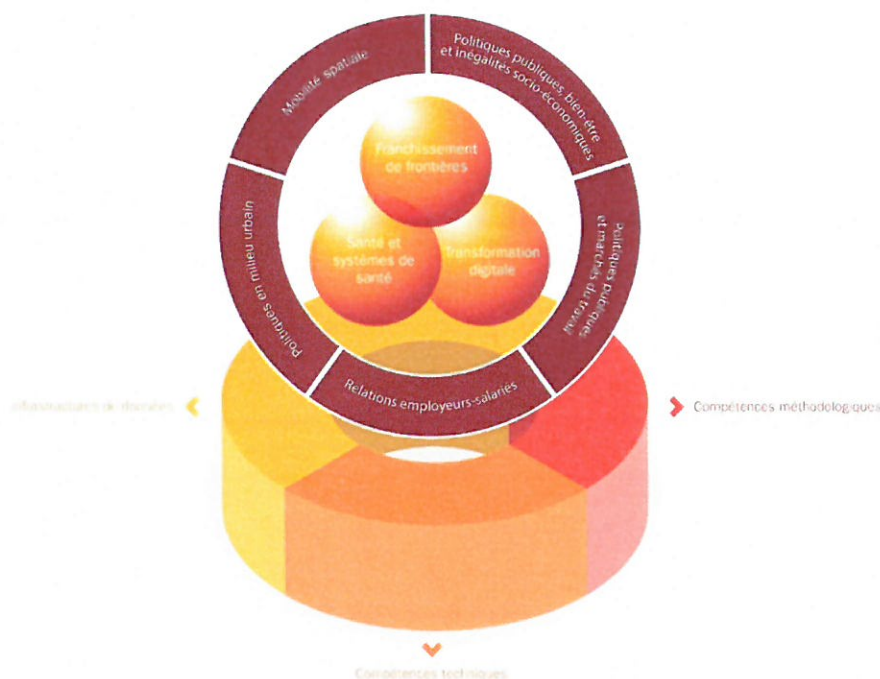 Politiques publiques, bien-être
et inégalités socio-économiques
Mobilité spatiale
Franchissement
de frontières
Politiques en milieu urbain
Santé et
systèmes de
santé
Transformation
digitale
Politiques publiques
et marchés du travail
Relations employeurs-salariés
Infrastructures de données
Compétences méthodologiques
Compétences techniques